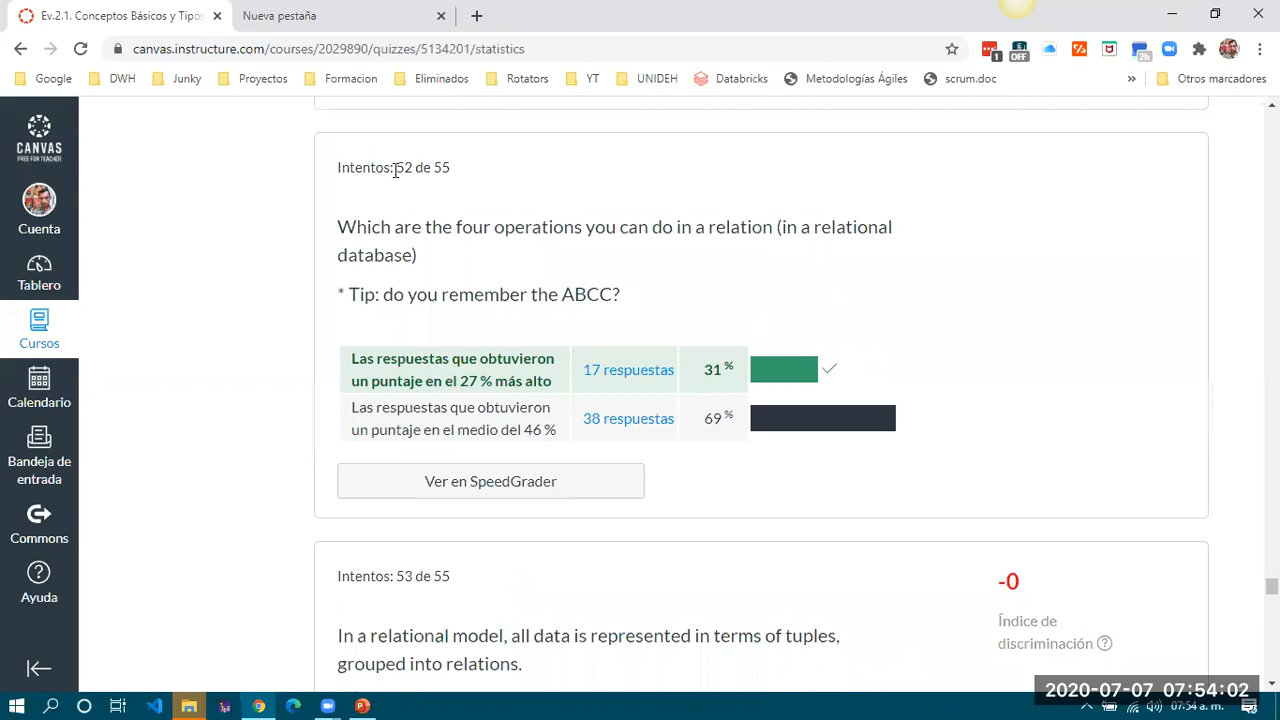 Ev.2.1. Conceptos Básicos y Tipo
Nueva pestaña
canvas.instructure.com/courses/2029890/quizzes/5134201/statistics
1
OFF
2h
Google
DWH
Junky
Proyectos
Formacion
Eliminados
Rotators
YT
UNIDEH
Databricks
Metodologías Ágiles
scrum.doc
»
Otros marcadores
CANVAS
FREE FOR TEACHER
Cuenta
Tablero
Cursos
Calendario
Bandeja de
entrada
Commons
Ayuda
Intentos: 52 de 55
Which are the four operations you can do in a relation (in a relational
database)
* Tip: do you remember the ABCC?
Las respuestas que obtuvieron
un puntaje en el 27 % más alto
17 respuestas
31 %
Las respuestas que obtuvieron
un puntaje en el medio del 46 %
38 respuestas
69 %
Ver en SpeedGrader
Intentos: 53 de 55
-0
Índice de
discriminación
In a relational model, all data is represented in terms of tuples,
grouped into relations.
2020-07-07 07:54:02
07:54 a. m.